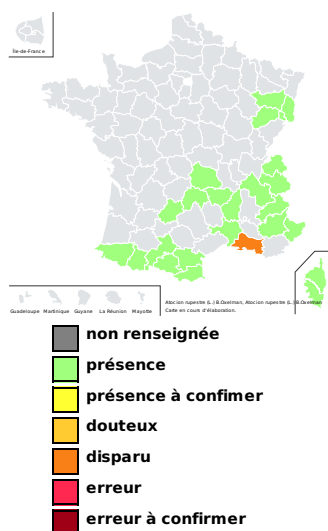 Île-de-France
Guadeloupe Martinique Guyane La Réunion Mayotte
Atocion rupestre (L.) B.Oxelman, Atocion rupestre (L.) B.Oxelman
Carte en cours d'élaboration.
non renseignée
présence
présence à confimer
douteux
disparu
erreur
erreur à confirmer